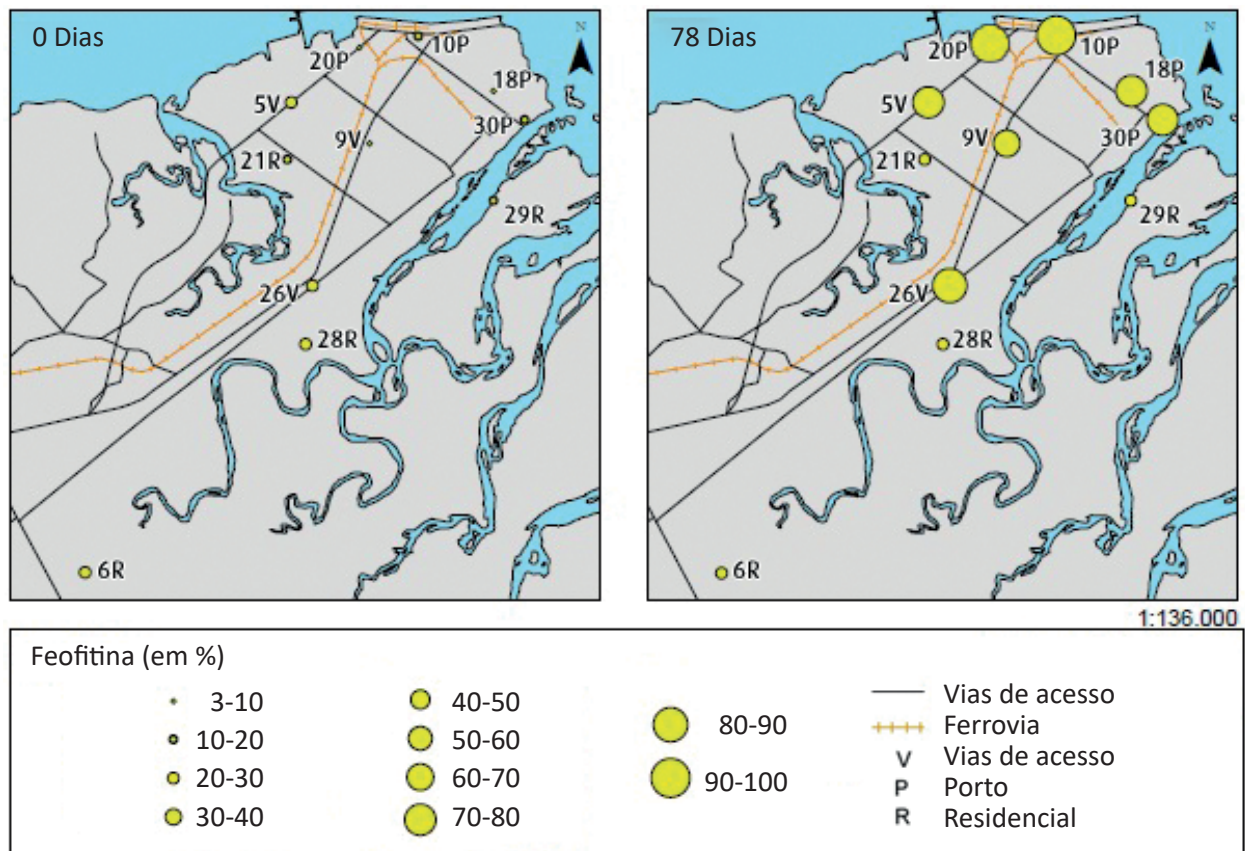 0 Dias
N
20P
10P
18P
5V
30P
9V
21R
29R
26V
28R
6R
78 Dias
N
20P
10P
18P
5V
30P
9V
21R
29R
26V
28R
6R
1:136.000
Feofitina (em %)
3-10
10-20
20-30
30-40
40-50
50-60
60-70
70-80
80-90
90-100
Vias de acesso
Ferrovia
V Vias de acesso
P Porto
R Residencial